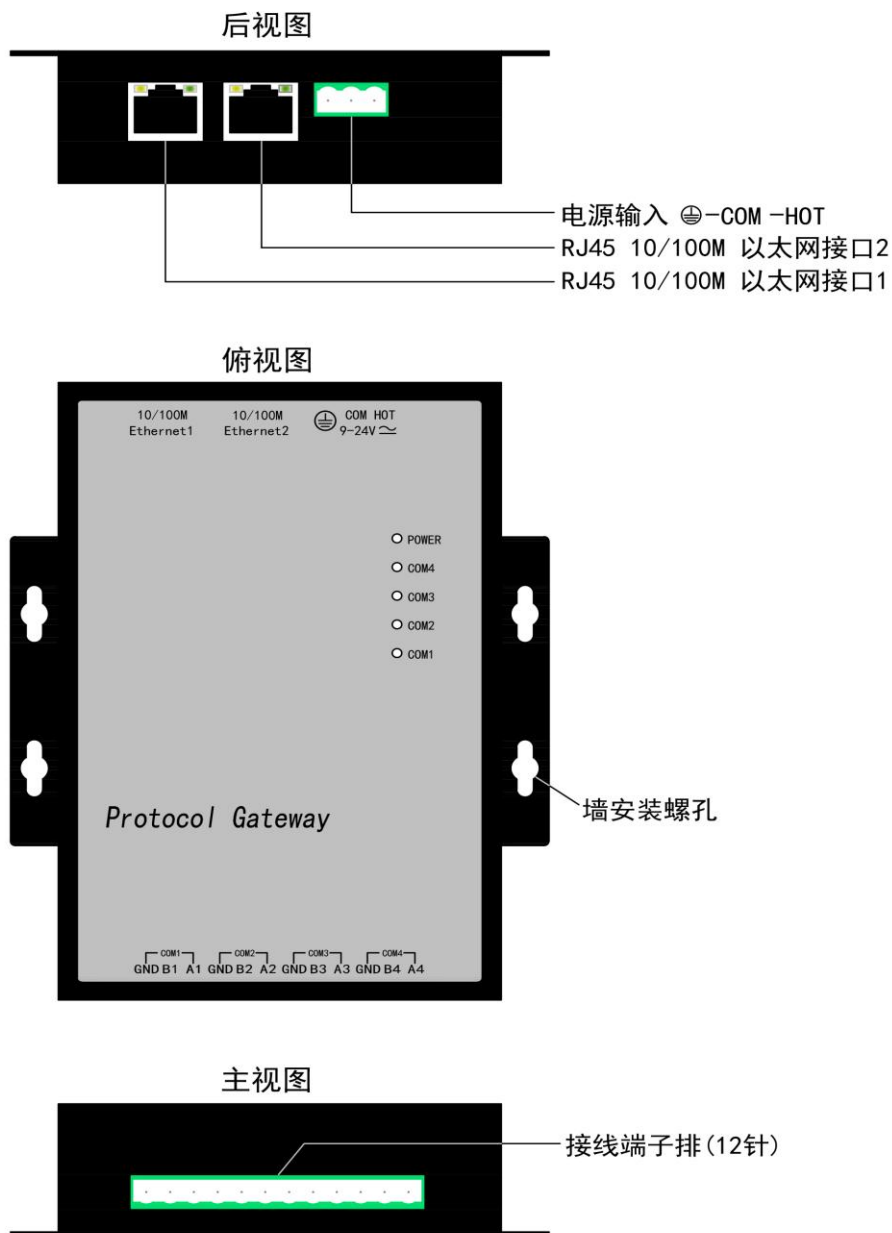 后视图
电源输入 ⏚-COM -HOT
RJ45 10/100M 以太网接口2
RJ45 10/100M 以太网接口1
俯视图
10/100M 10/100M COM HOT
Ethernet1 Ethernet2 9-24V ≂
POWER
COM4
COM3
COM2
COM1
墙安装螺孔
Protocol Gateway
COM1 COM2 COM3 COM4
GND B1 A1 GND B2 A2 GND B3 A3 GND B4 A4
主视图
接线端子排(12针)